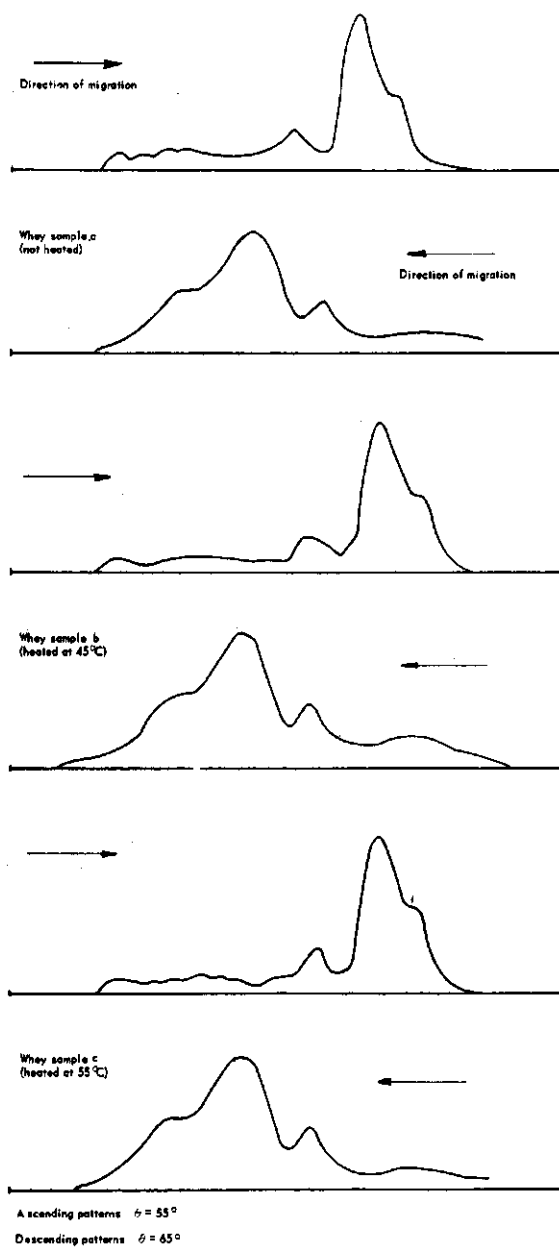 Direction of migration
Whey sample a
(not heated)
Direction of migration
Whey sample b
(heated at 45°C)
Whey sample c
(heated at 55°C)
Ascending patterns θ = 55°
Descending patterns θ = 65°